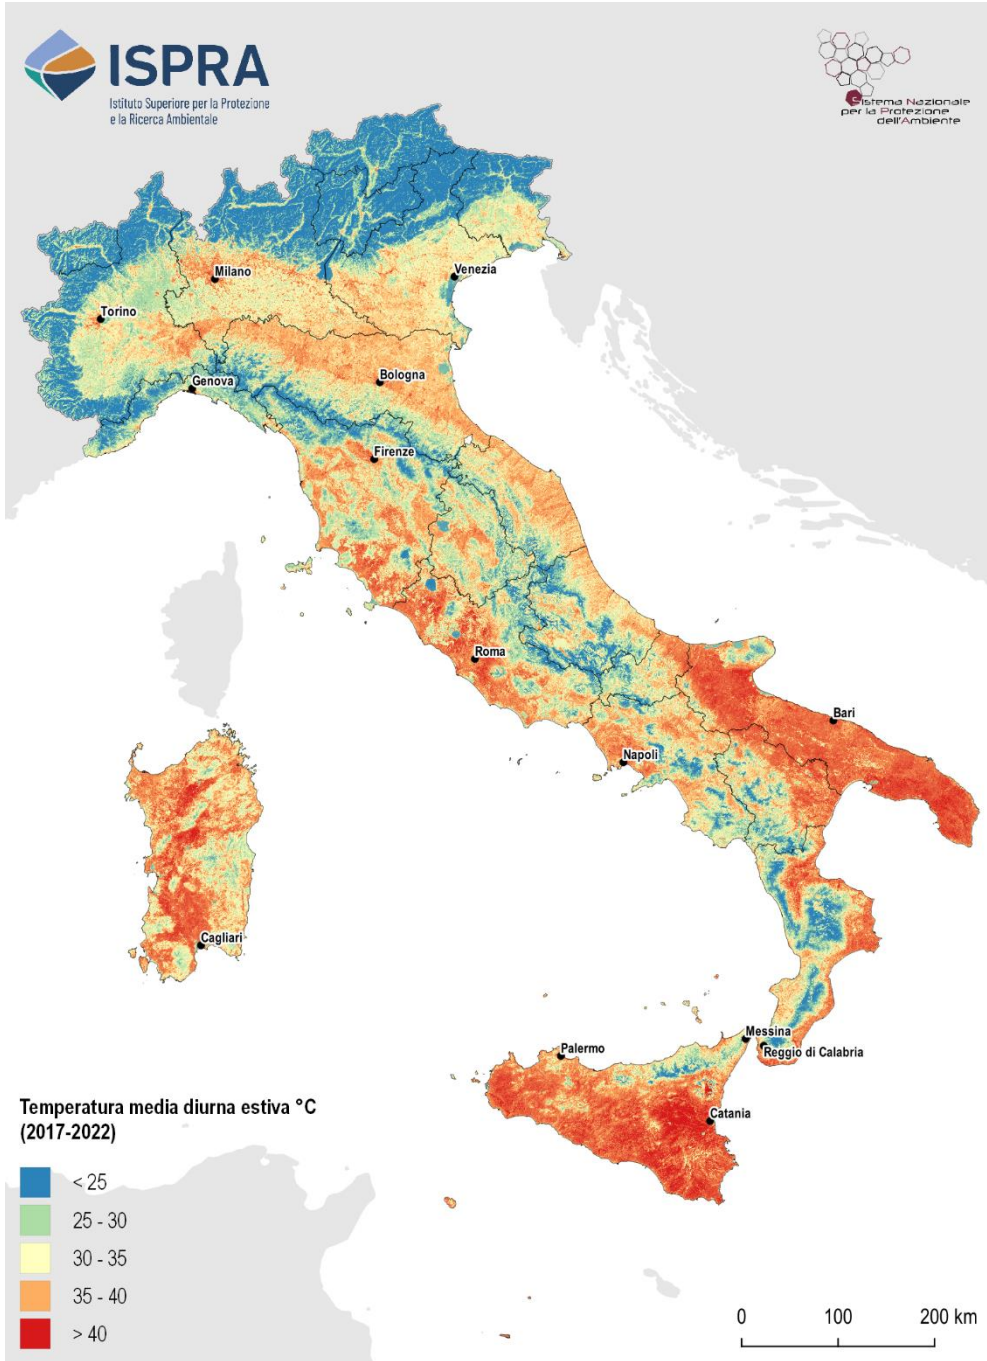 ISPRA
Istituto Superiore per la Protezione
e la Ricerca Ambientale
Sistema Nazionale
per la Protezione
dell'Ambiente
Milano
Venezia
Torino
Genova
Bologna
Firenze
Roma
Bari
Napoli
Cagliari
Messina
Reggio di Calabria
Palermo
Catania
Temperatura media diurna estiva °C
(2017-2022)
< 25
25 - 30
30 - 35
35 - 40
> 40
0 100 200 km